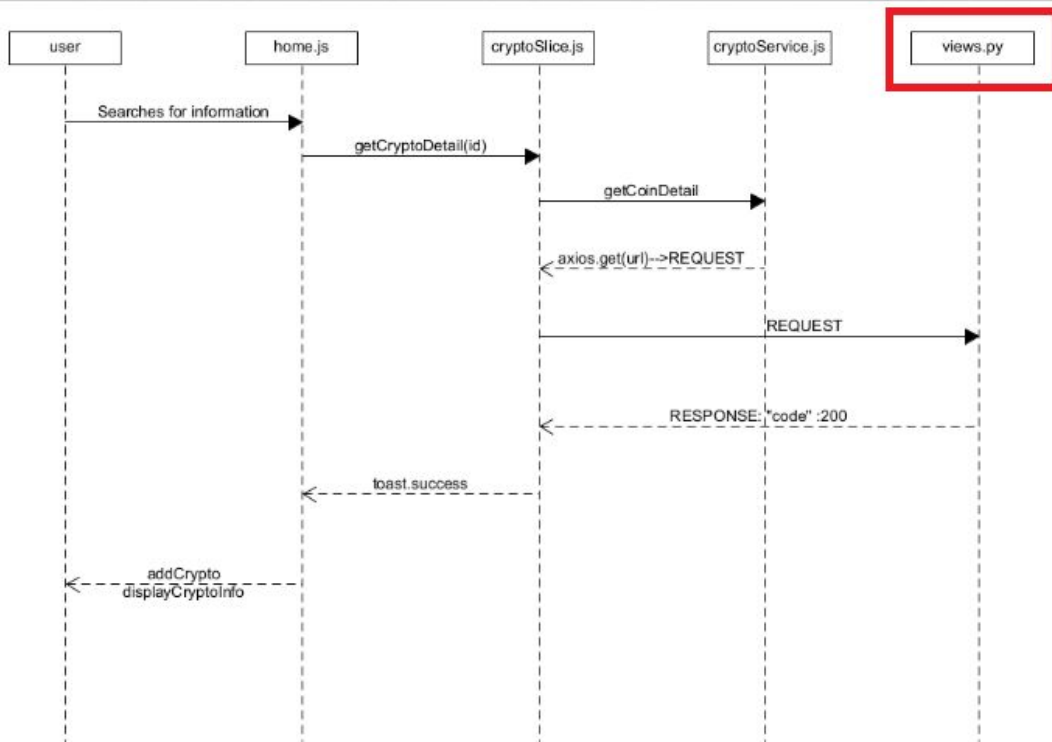 user
home.js
cryptoSlice.js
cryptoService.js
views.py
Searches for information
getCryptoDetail(id)
getCoinDetail
axios.get(url)-->REQUEST
REQUEST
RESPONSE: "code" :200
toast.success
addCrypto
displayCryptoInfo